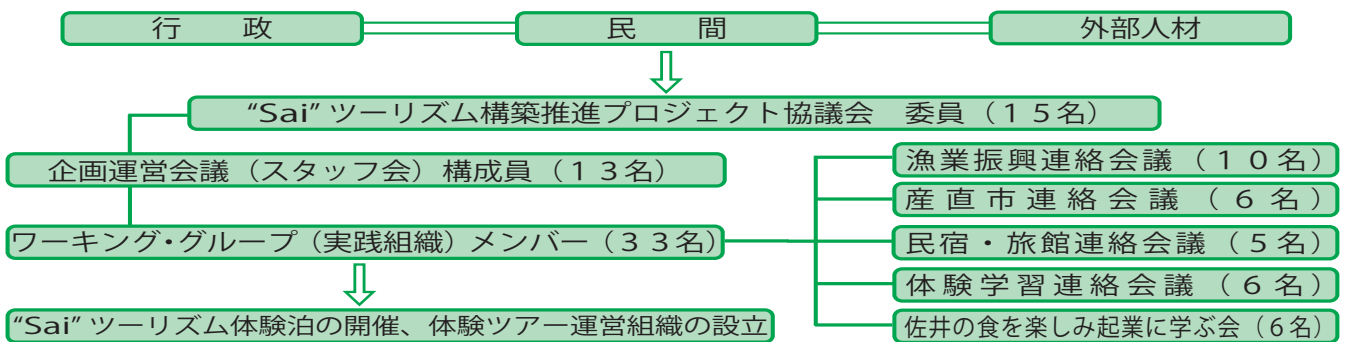 行政
民間
外部人材
“Sai”ツーリズム構築推進プロジェクト協議会　委員（15名）
企画運営会議（スタッフ会）構成員（13名）
ワーキング・グループ（実践組織）メンバー（33名）
“Sai”ツーリズム体験泊の開催、体験ツアー運営組織の設立
漁業振興連絡会議（10名）
産直市連絡会議（6名）
民宿・旅館連絡会議（5名）
体験学習連絡会議（6名）
佐井の食を楽しみ起業に学ぶ会（6名）